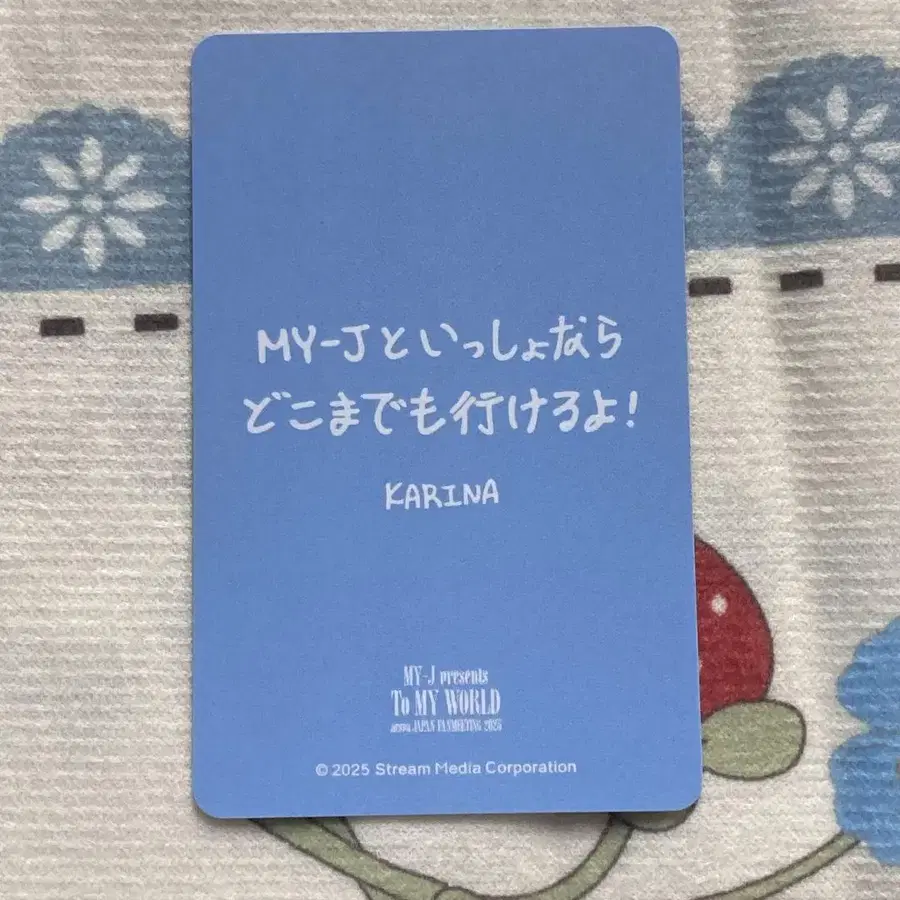 MY-Jといっしょなら
どこまでも行けるよ!
KARINA
MY-J presents
To MY WORLD
aespa JAPAN FANMEETING 2025
© 2025 Stream Media Corporation